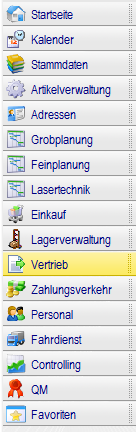 Startseite
Kalender
Stammdaten
Artikelverwaltung
Adressen
Grobplanung
Feinplanung
Lasertechnik
Einkauf
Lagerverwaltung
Vertrieb
Zahlungsverkehr
Personal
Fahrdienst
Controlling
QM
Favoriten